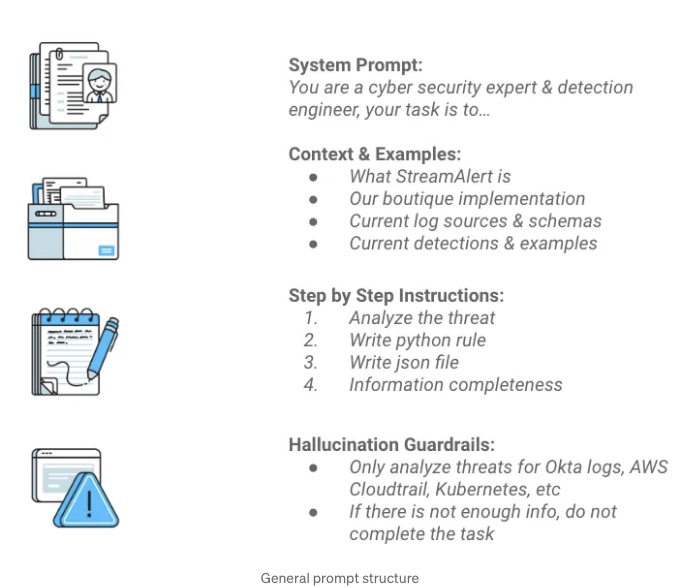 System Prompt:
You are a cyber security expert & detection
engineer, your task is to...
Context & Examples:
● What StreamAlert is
● Our boutique implementation
● Current log sources & schemas
● Current detections & examples
Step by Step Instructions:
1. Analyze the threat
2. Write python rule
3. Write json file
4. Information completeness
Hallucination Guardrails:
● Only analyze threats for Okta logs, AWS
Cloudtrail, Kubernetes, etc
● If there is not enough info, do not
complete the task
General prompt structure